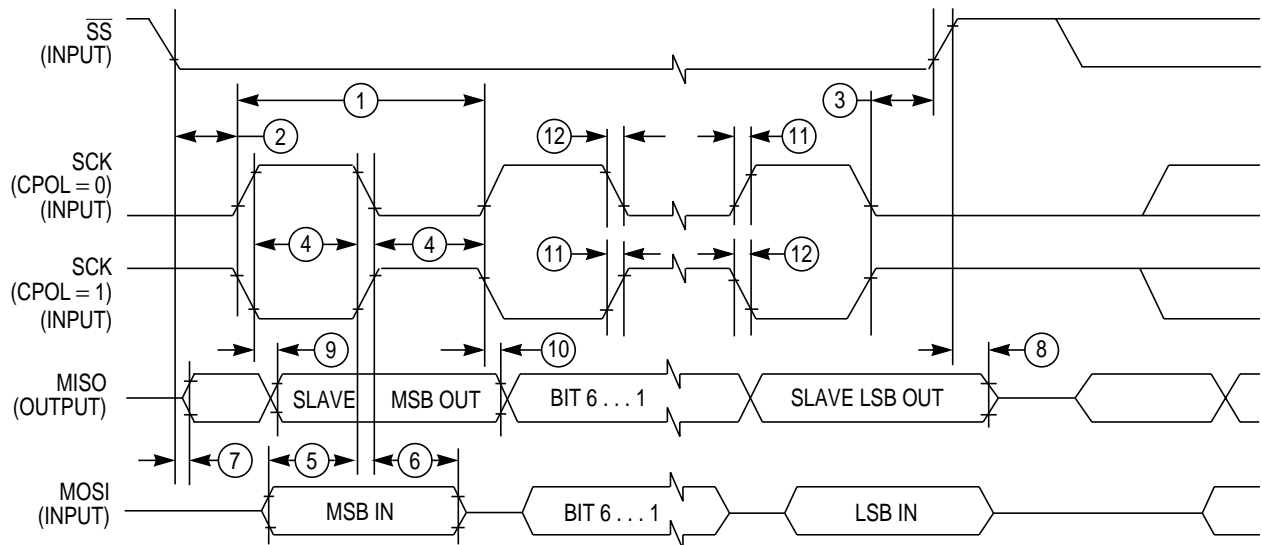 SS
(INPUT)
1
3
2
12
11
SCK
(CPOL = 0)
(INPUT)
4
4
11
12
SCK
(CPOL = 1)
(INPUT)
9
10
8
MISO
(OUTPUT)
SLAVE
MSB OUT
BIT 6 . . . 1
SLAVE LSB OUT
7
5
6
MOSI
(INPUT)
MSB IN
BIT 6 . . . 1
LSB IN